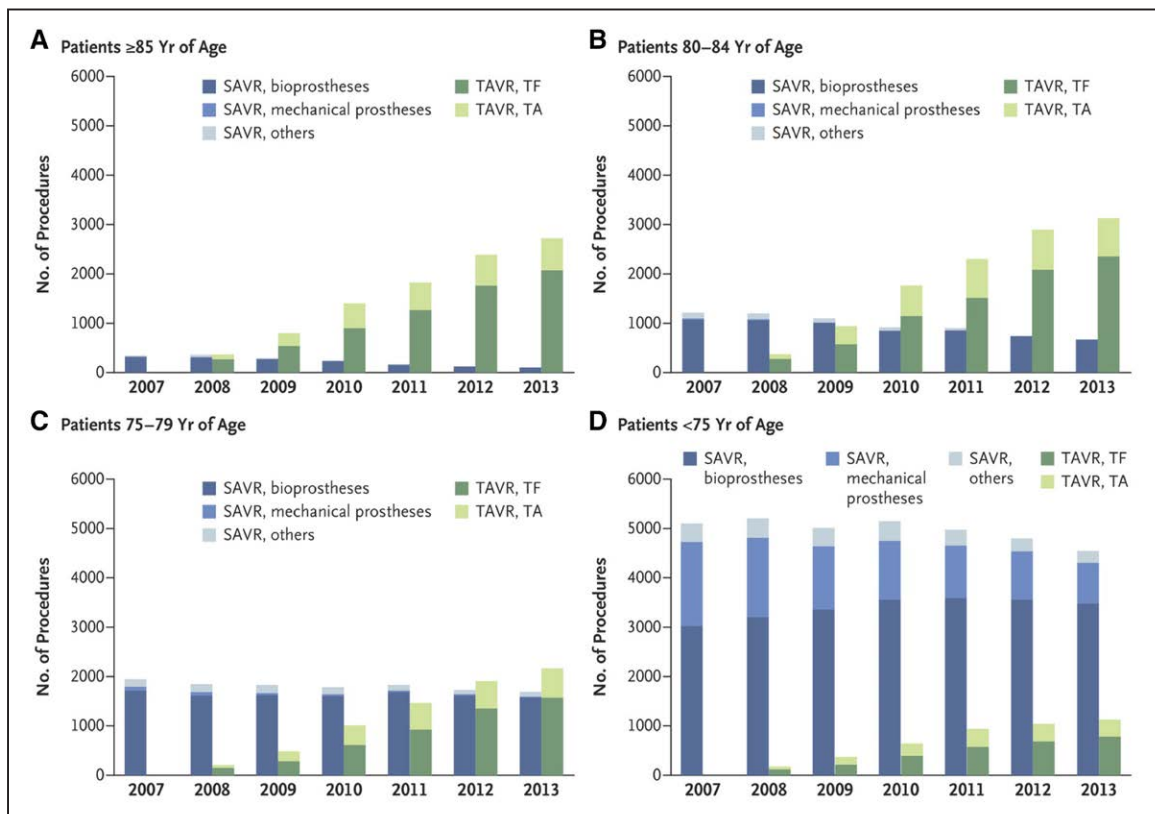 A Patients ≥85 Yr of Age
No. of Procedures
6000
5000
4000
3000
2000
1000
0
SAVR, bioprostheses
SAVR, mechanical prostheses
SAVR, others
TAVR, TF
TAVR, TA
2007 2008 2009 2010 2011 2012 2013
B Patients 80–84 Yr of Age
No. of Procedures
6000
5000
4000
3000
2000
1000
0
SAVR, bioprostheses
SAVR, mechanical prostheses
SAVR, others
TAVR, TF
TAVR, TA
2007 2008 2009 2010 2011 2012 2013
C Patients 75–79 Yr of Age
No. of Procedures
6000
5000
4000
3000
2000
1000
0
SAVR, bioprostheses
SAVR, mechanical prostheses
SAVR, others
TAVR, TF
TAVR, TA
2007 2008 2009 2010 2011 2012 2013
D Patients <75 Yr of Age
No. of Procedures
6000
5000
4000
3000
2000
1000
0
SAVR,
bioprostheses
SAVR,
mechanical
prostheses
SAVR,
others
TAVR, TF
TAVR, TA
2007 2008 2009 2010 2011 2012 2013